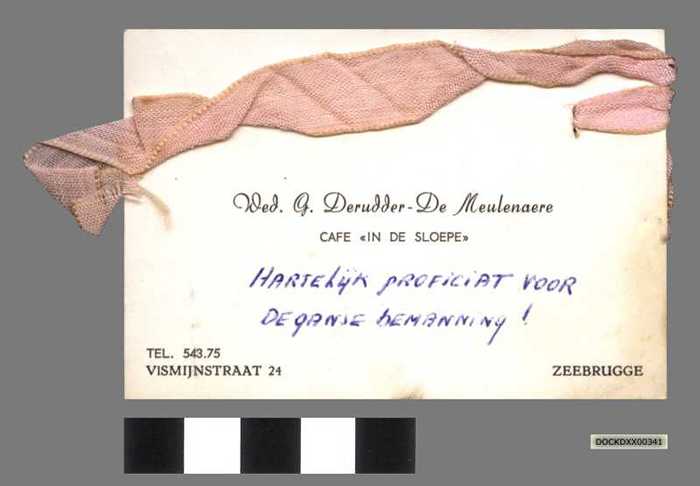 Wed. G. Derudder-De Meulenaere
CAFE «IN DE SLOEPE»
HARTELIJK PROFICIAT VOOR
DE GANSE BEMANNING!
TEL. 543.75
VISMIJNSTRAAT 24
ZEEBRUGGE
DOCKDXX00341